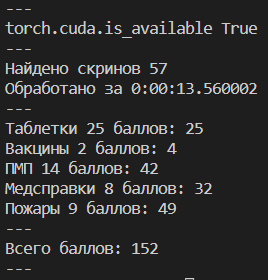 ---
torch.cuda.is_available True
---
Найдено скринов 57
Обработано за 0:00:13.560002
---
Таблетки 25 баллов: 25
Вакцины 2 баллов: 4
ПМП 14 баллов: 42
Медсправки 8 баллов: 32
Пожары 9 баллов: 49
---
Всего баллов: 152
---